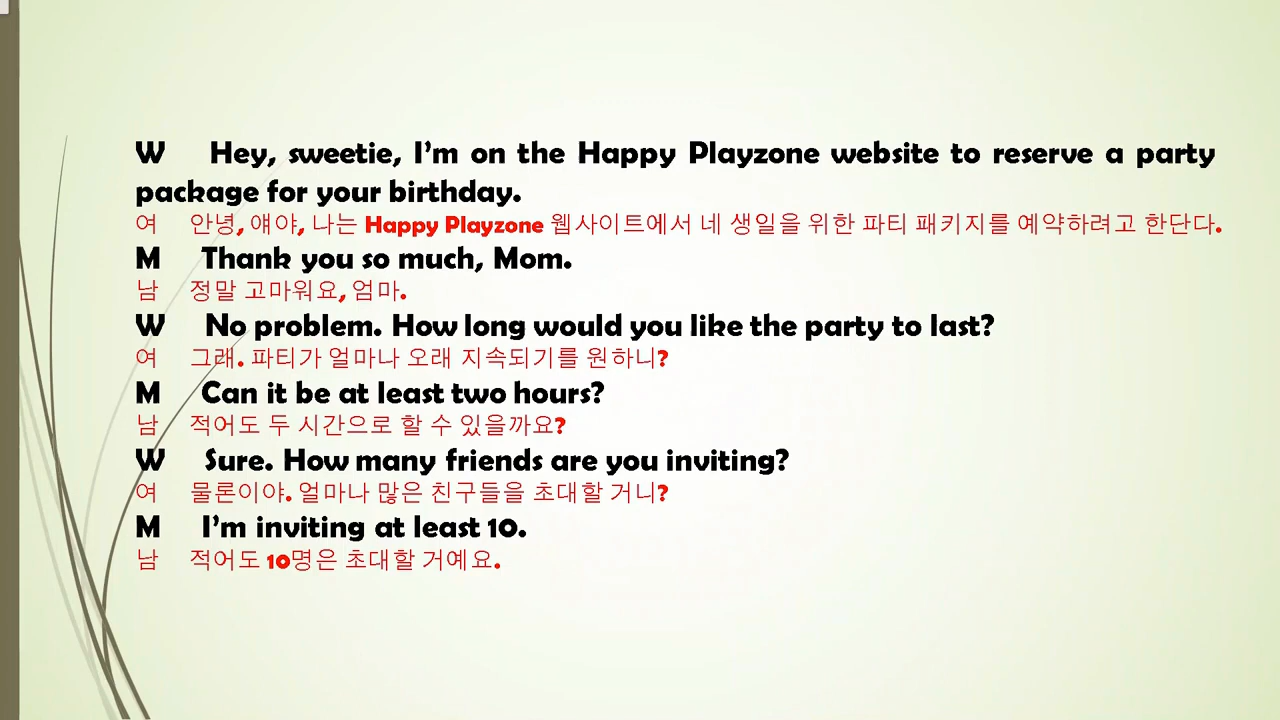 W Hey, sweetie, I'm on the Happy Playzone website to reserve a party
package for your birthday.
여 안녕, 얘야, 나는 Happy Playzone 웹사이트에서 네 생일을 위한 파티 패키지를 예약하려고 한단다.
M Thank you so much, Mom.
남 정말 고마워요, 엄마.
W No problem. How long would you like the party to last?
여 그래. 파티가 얼마나 오래 지속되기를 원하니?
M Can it be at least two hours?
남 적어도 두 시간으로 할 수 있을까요?
W Sure. How many friends are you inviting?
여 물론이야. 얼마나 많은 친구들을 초대할 거니?
M I'm inviting at least 10.
남 적어도 10명은 초대할 거예요.